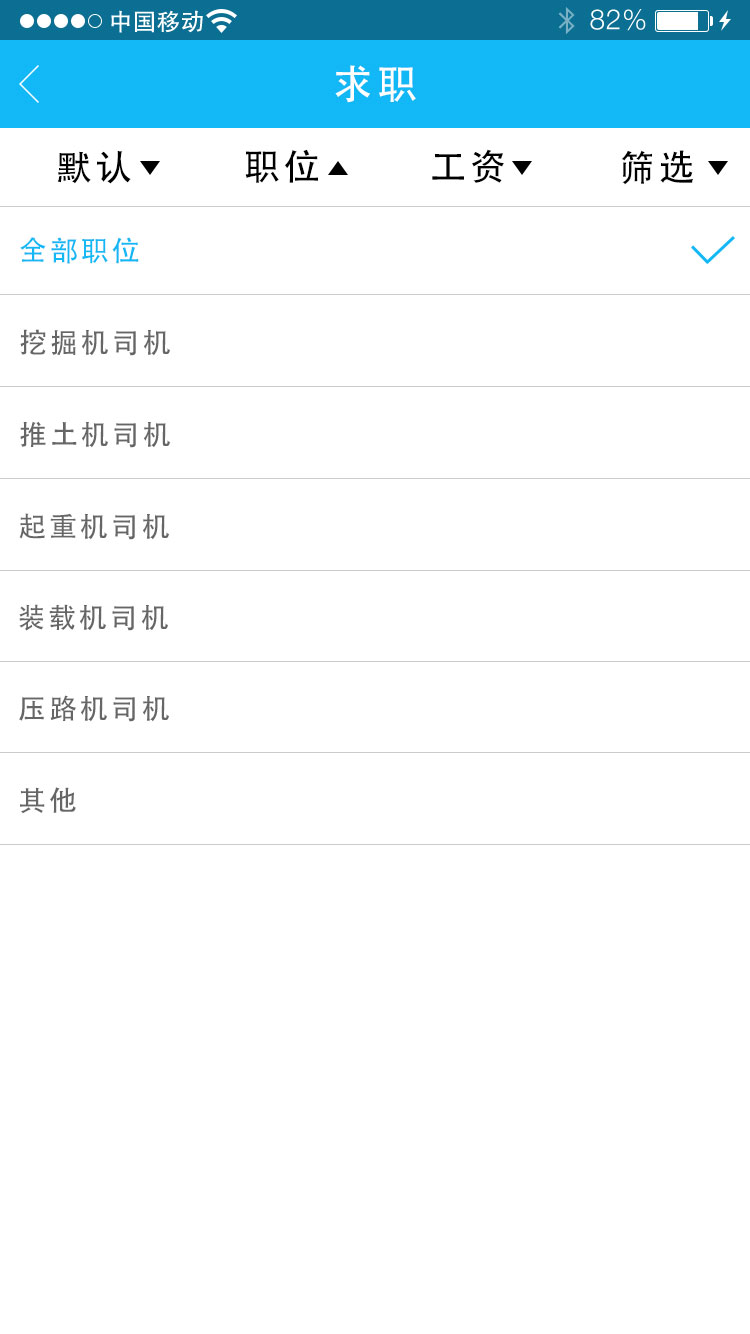 中国移动 82%
求职
默认 职位 工资 筛选
全部职位
挖掘机司机
推土机司机
起重机司机
装载机司机
压路机司机
其他